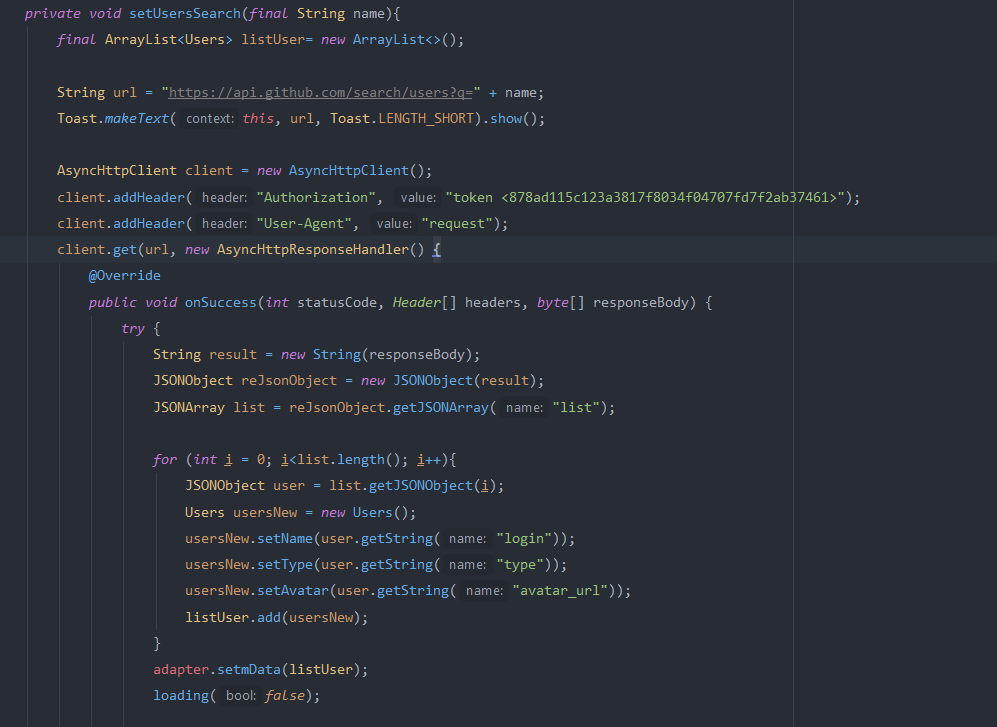 private void setUsersSearch(final String name){
final ArrayList<Users> listUser= new ArrayList<>();
String url = "https://api.github.com/search/users?q=" + name;
Toast.makeText( context: this, url, Toast.LENGTH_SHORT).show();
AsyncHttpClient client = new AsyncHttpClient();
client.addHeader( header: "Authorization", value: "token <878ad115c123a3817f8034f04707fd7f2ab37461>");
client.addHeader( header: "User-Agent", value: "request");
client.get(url, new AsyncHttpResponseHandler() {
@Override
public void onSuccess(int statusCode, Header[] headers, byte[] responseBody) {
try {
String result = new String(responseBody);
JSONObject reJsonObject = new JSONObject(result);
JSONArray list = reJsonObject.getJSONArray( name: "list");
for (int i = 0; i<list.length(); i++){
JSONObject user = list.getJSONObject(i);
Users usersNew = new Users();
usersNew.setName(user.getString( name: "login"));
usersNew.setType(user.getString( name: "type"));
usersNew.setAvatar(user.getString( name: "avatar_url"));
listUser.add(usersNew);
}
adapter.setmData(listUser);
loading( bool: false);